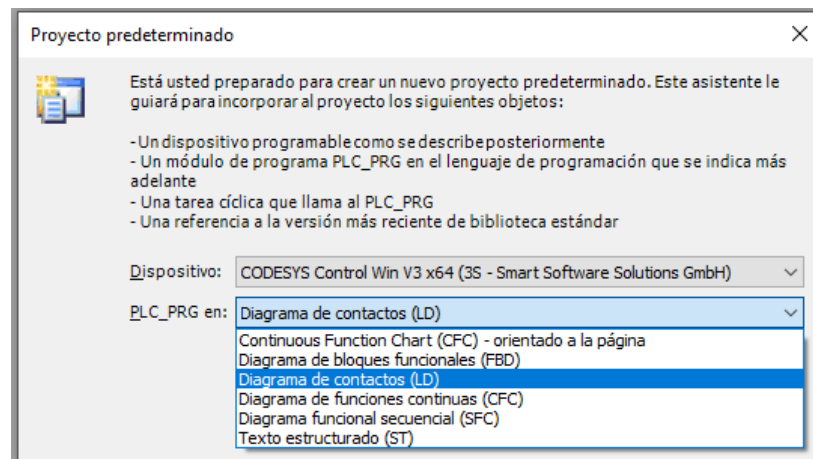 Proyecto predeterminado
Está usted preparado para crear un nuevo proyecto predeterminado. Este asistente le
guiará para incorporar al proyecto los siguientes objetos:
- Un dispositivo programable como se describe posteriormente
- Un módulo de programa PLC_PRG en el lenguaje de programación que se indica más
adelante
- Una tarea cíclica que llama al PLC_PRG
- Una referencia a la versión más reciente de biblioteca estándar
Dispositivo: CODESYS Control Win V3 x64 (3S - Smart Software Solutions GmbH)
PLC_PRG en: Diagrama de contactos (LD)
Continuous Function Chart (CFC) - orientado a la página
Diagrama de bloques funcionales (FBD)
Diagrama de contactos (LD)
Diagrama de funciones continuas (CFC)
Diagrama funcional secuencial (SFC)
Texto estructurado (ST)